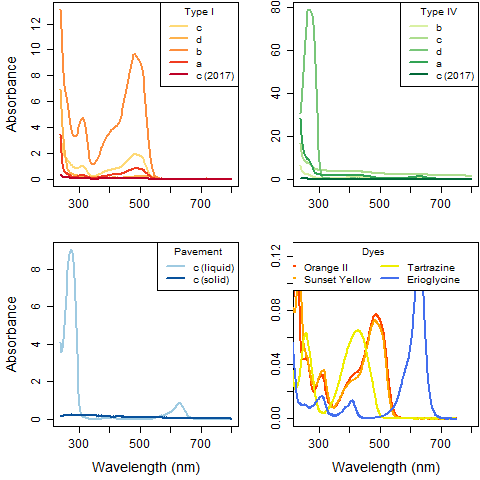 Type I
c
d
b
a
c (2017)
Absorbance
0 2 4 6 8 10 12
300 500 700
Type IV
b
c
d
a
c (2017)
0 20 40 60 80
300 500 700
Pavement
c (liquid)
c (solid)
Absorbance
0 2 4 6 8
300 500 700
Wavelength (nm)
Dyes
Orange II Tartrazine
Sunset Yellow Erioglycine
0.00 0.04 0.08 0.12
300 500 700
Wavelength (nm)